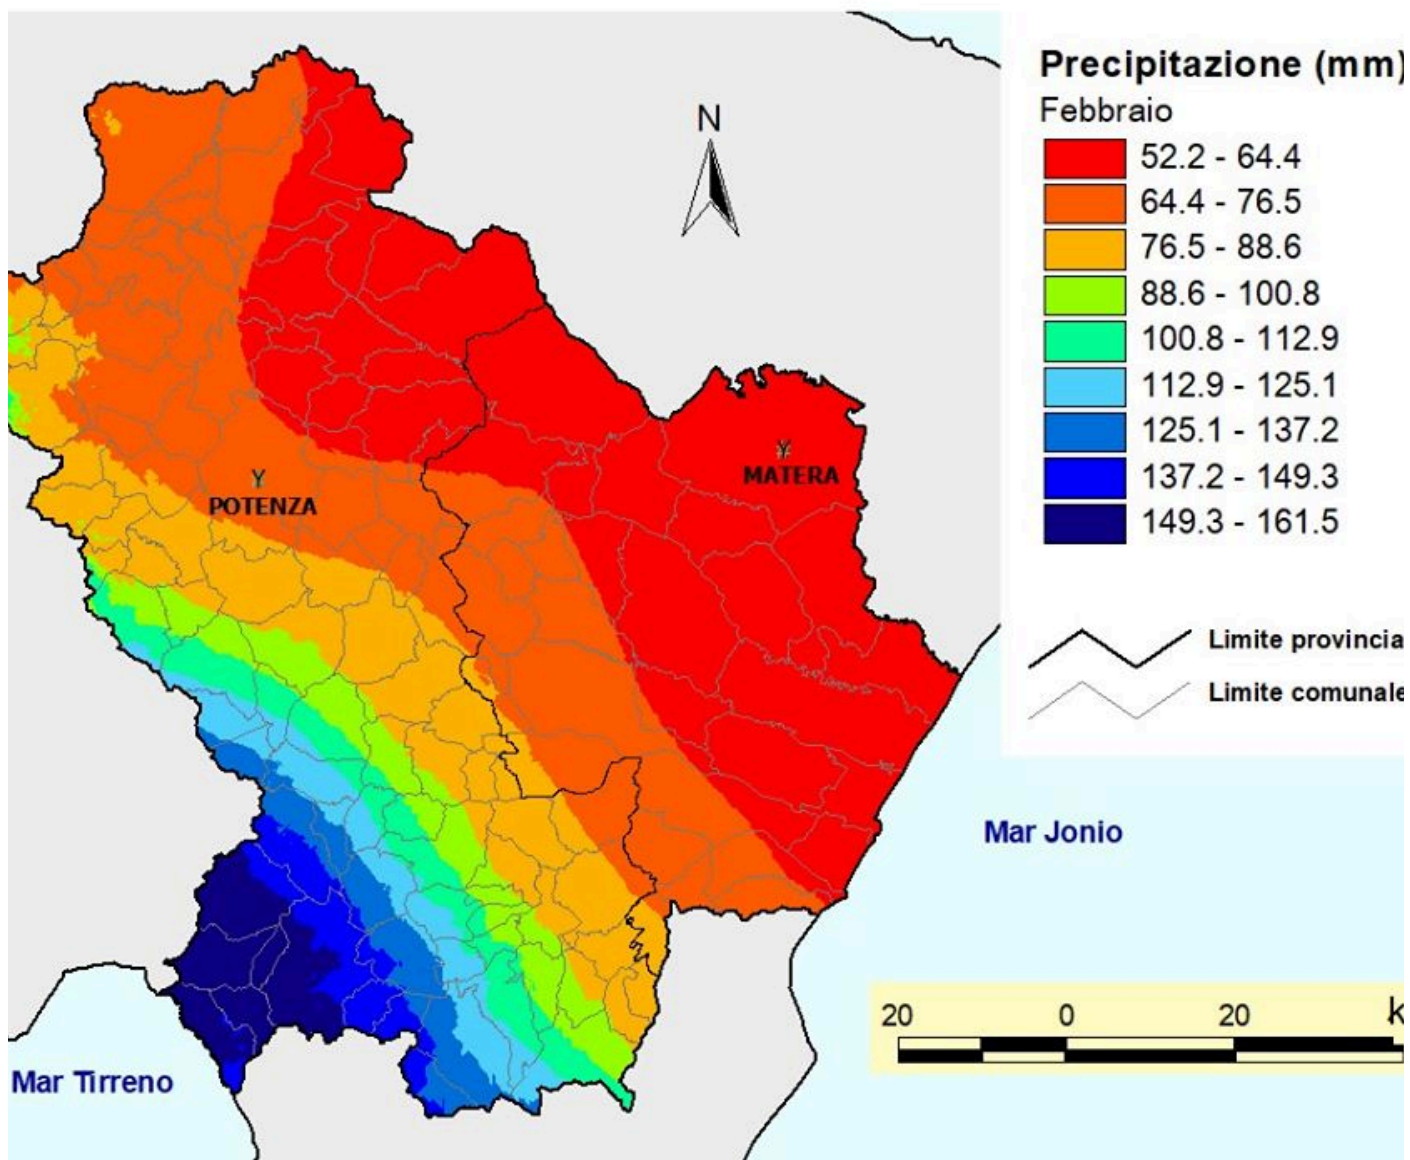 Precipitazione (mm)
Febbraio
52.2 - 64.4
64.4 - 76.5
76.5 - 88.6
88.6 - 100.8
100.8 - 112.9
112.9 - 125.1
125.1 - 137.2
137.2 - 149.3
149.3 - 161.5
Limite provincia
Limite comunale
N
MATERA
POTENZA
Mar Jonio
Mar Tirreno
20 0 20 k